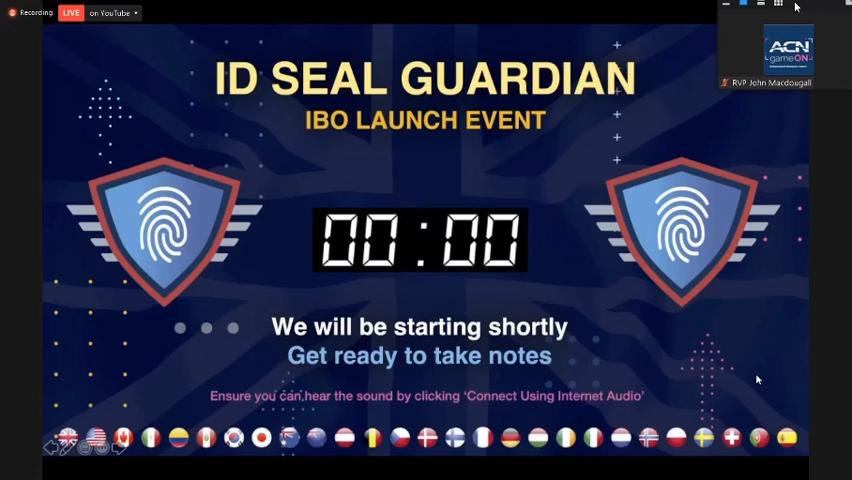 Recording
LIVE on YouTube
ACN
gameON
RVP John Macdougall
ID SEAL GUARDIAN
IBO LAUNCH EVENT
00:00
We will be starting shortly
Get ready to take notes
Ensure you can hear the sound by clicking ‘Connect Using Internet Audio’